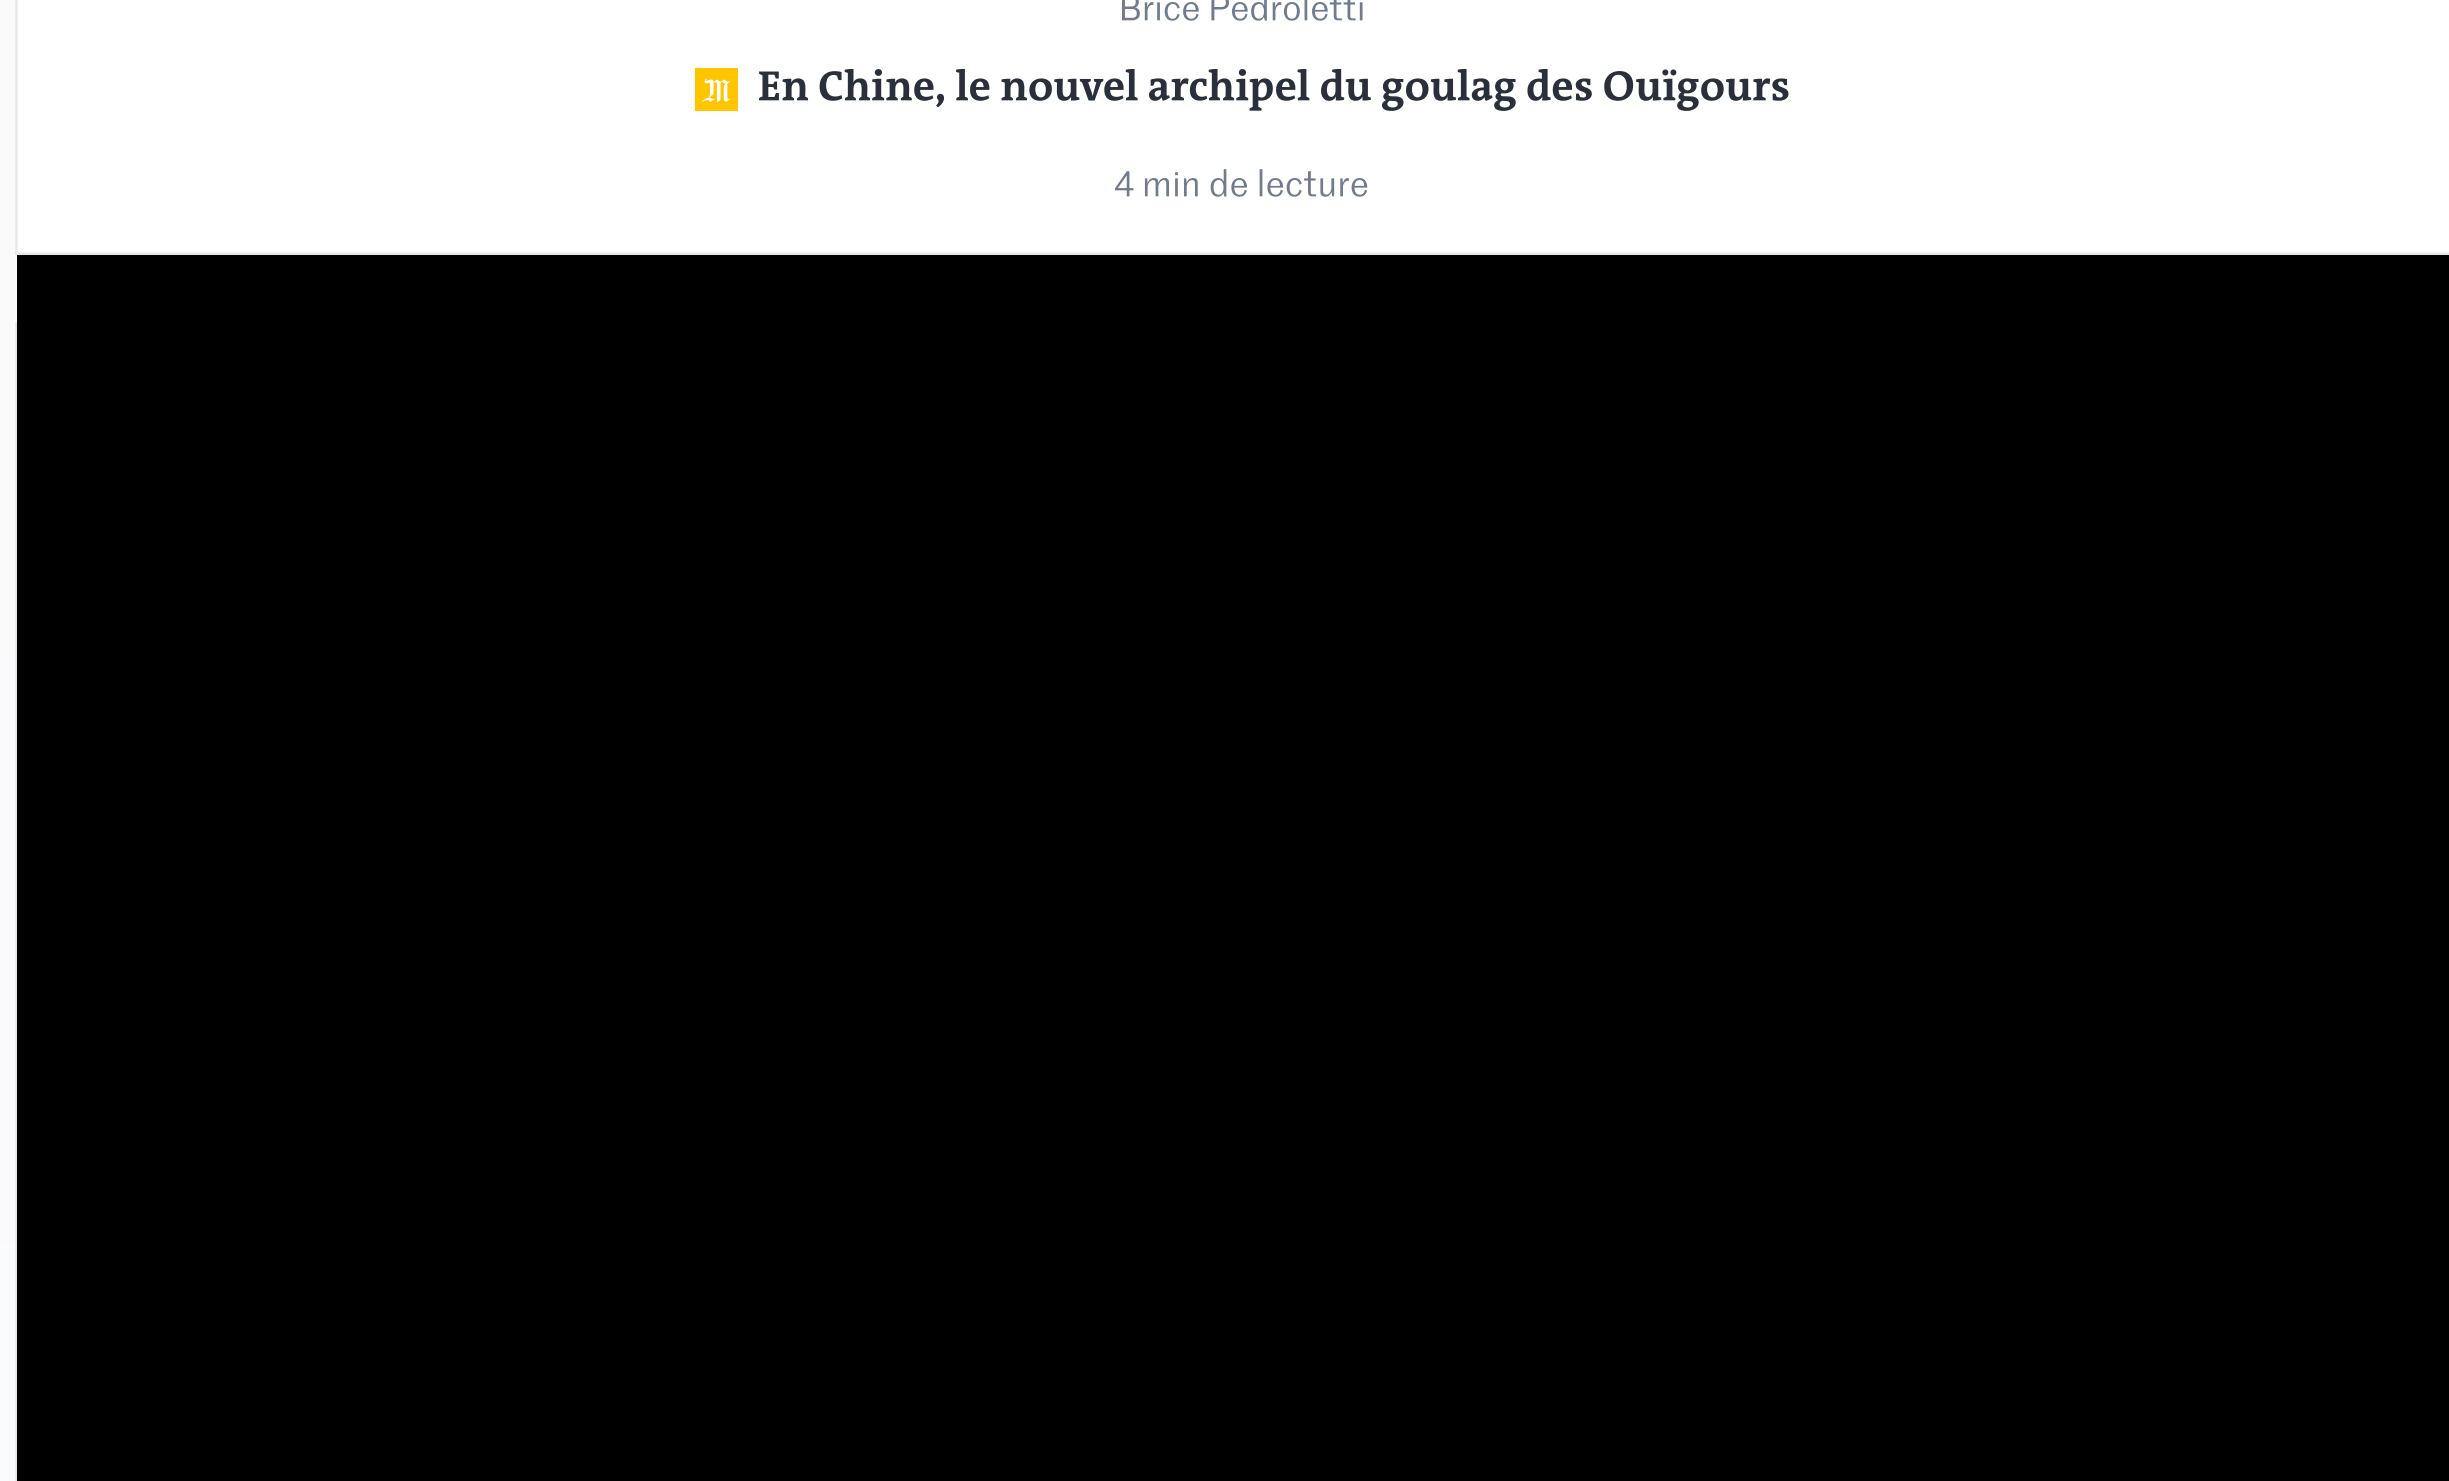 Brice Pedroletti
m En Chine, le nouvel archipel du goulag des Ouïgours
4 min de lecture